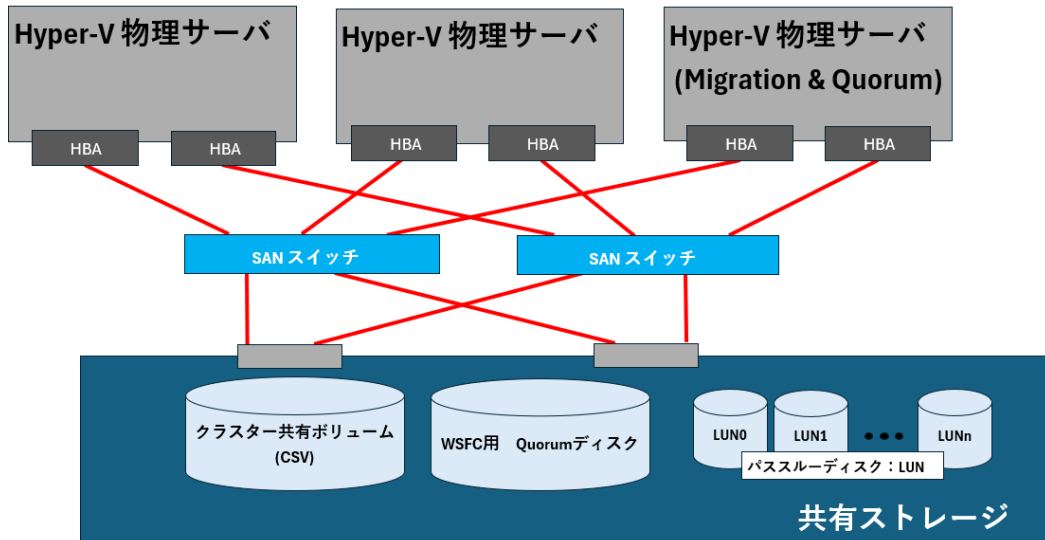 Hyper-V 物理サーバ
Hyper-V 物理サーバ
Hyper-V 物理サーバ
(Migration & Quorum)
HBA
HBA
HBA
HBA
HBA
HBA
SAN スイッチ
SAN スイッチ
クラスター共有ボリューム
(CSV)
WSFC用 Quorumディスク
LUN0
LUN1
•••
LUNn
パススルーディスク：LUN
共有ストレージ